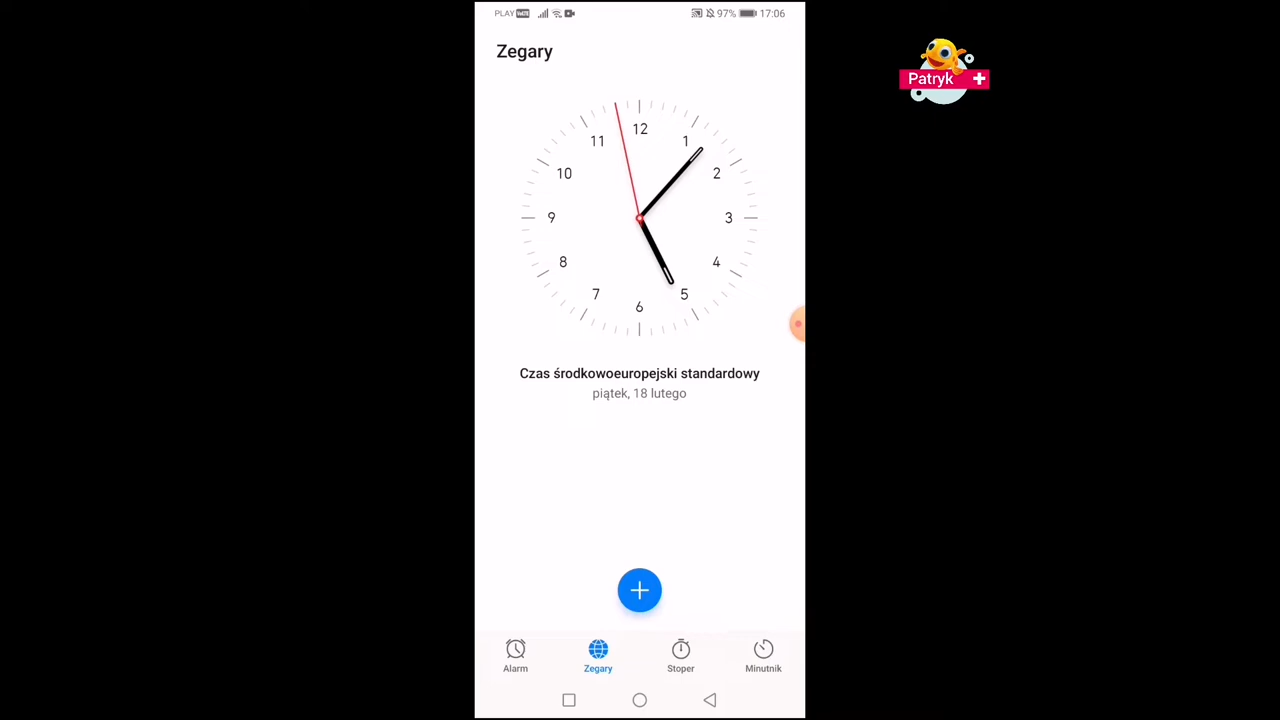 PLAY VoLTE 97% 17:06
Patryk +
Zegary
12
11 1
10 2
9 3
8 4
7 5
6
Czas środkowoeuropejski standardowy
piątek, 18 lutego
Alarm Zegary Stoper Minutnik